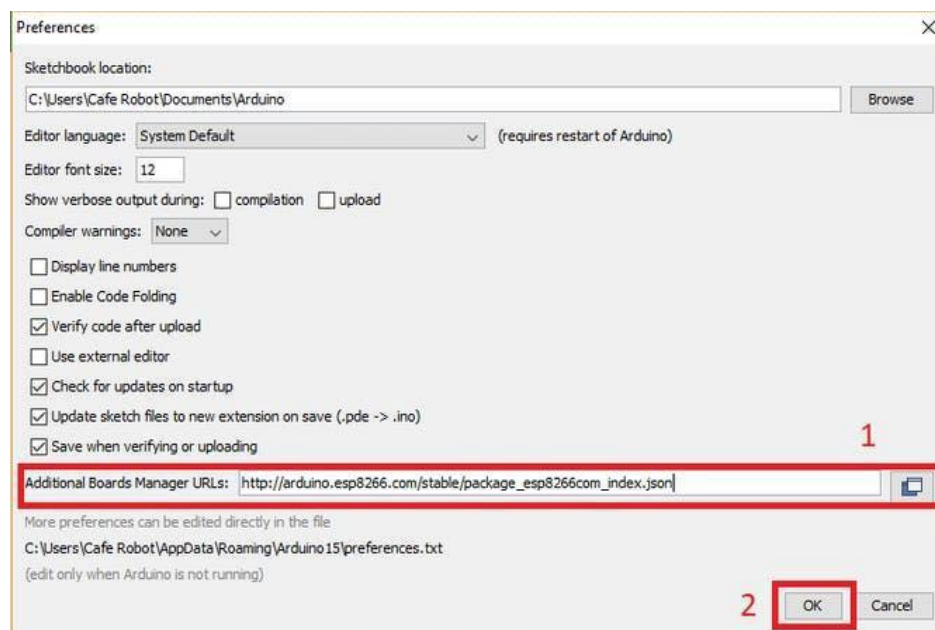 Preferences
Sketchbook location:
C:\Users\Cafe Robot\Documents\Arduino Browse
Editor language: System Default (requires restart of Arduino)
Editor font size: 12
Show verbose output during: compilation upload
Compiler warnings: None
Display line numbers
Enable Code Folding
Verify code after upload
Use external editor
Check for updates on startup
Update sketch files to new extension on save (.pde -> .ino)
Save when verifying or uploading
1
Additional Boards Manager URLs: http://arduino.esp8266.com/stable/package_esp8266com_index.json
More preferences can be edited directly in the file
C:\Users\Cafe Robot\AppData\Roaming\Arduino15\preferences.txt
(edit only when Arduino is not running)
2 OK Cancel